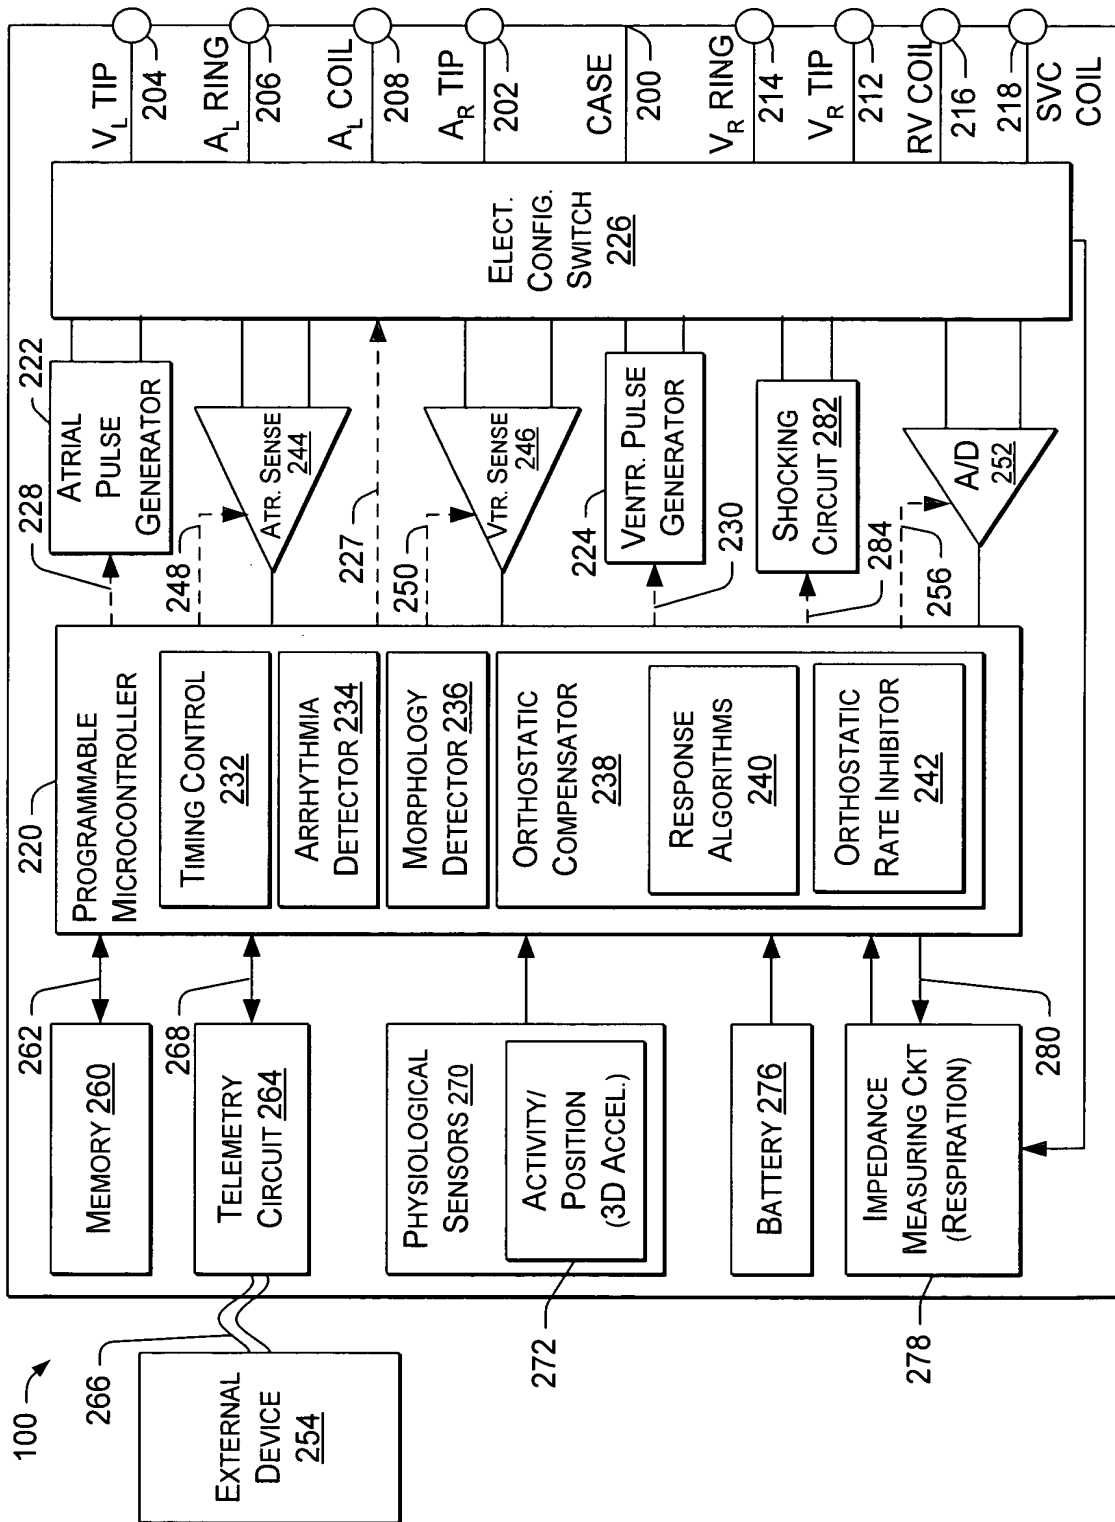 100
EXTERNAL
DEVICE
254
266
MEMORY 260
262
TELEMETRY
CIRCUIT 264
268
PHYSIOLOGICAL
SENSORS 270
ACTIVITY/
POSITION
(3D ACCEL.)
272
BATTERY 276
IMPEDANCE
MEASURING CKT
(RESPIRATION)
278
280
220
PROGRAMMABLE
MICROCONTROLLER
TIMING CONTROL
232
ARRHYTHMIA
DETECTOR 234
MORPHOLOGY
DETECTOR 236
ORTHOSTATIC
COMPENSATOR
238
RESPONSE
ALGORITHMS
240
ORTHOSTATIC
RATE INHIBITOR
242
222
ATRIAL
PULSE
GENERATOR
228
ATR. SENSE
244
248
227
VTR. SENSE
246
250
224
VENTR. PULSE
GENERATOR
230
SHOCKING
CIRCUIT 282
284
A/D
252
256
ELECT.
CONFIG.
SWITCH
226
VL TIP
204
AL RING
206
AL COIL
208
AR TIP
202
CASE
200
VR RING
214
VR TIP
212
RV COIL
216
218
SVC
COIL